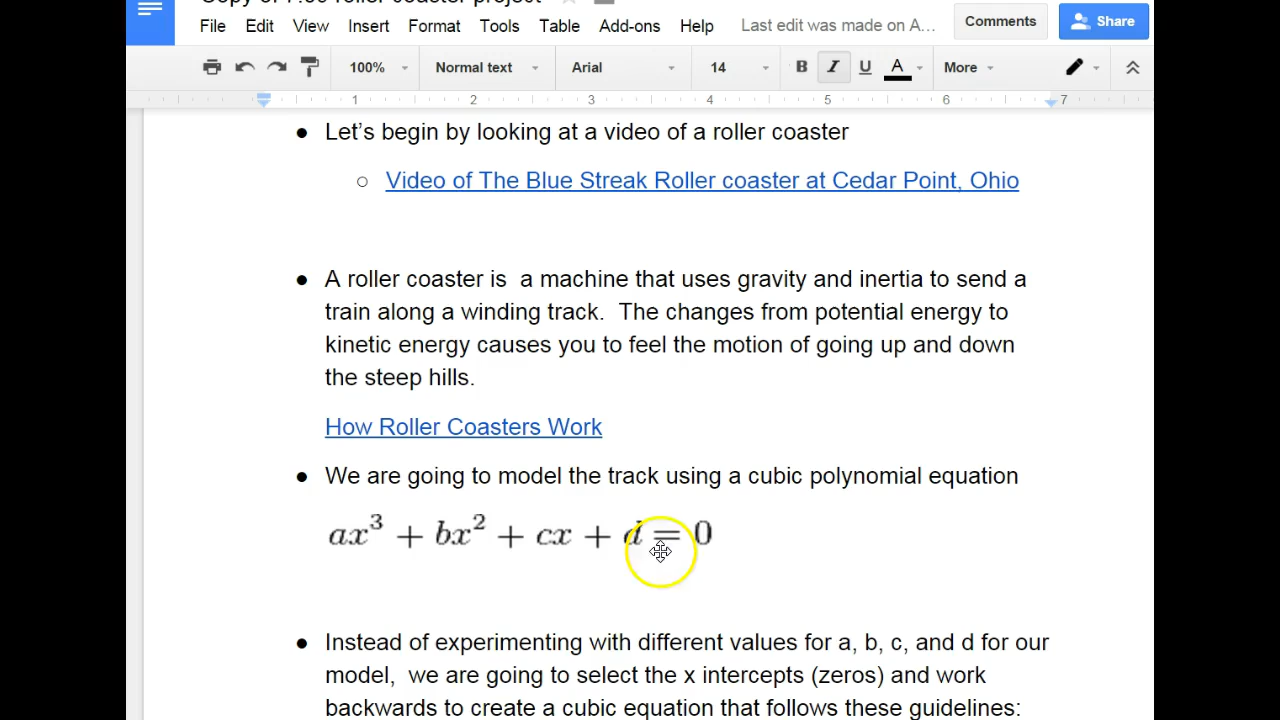 Copy of 7.06 roller coaster project
File Edit View Insert Format Tools Table Add-ons Help Last edit was made on A... Comments Share
100% Normal text Arial 14 B I U A More
1 2 3 4 5 6 7
● Let's begin by looking at a video of a roller coaster
○ Video of The Blue Streak Roller coaster at Cedar Point, Ohio
● A roller coaster is a machine that uses gravity and inertia to send a
train along a winding track. The changes from potential energy to
kinetic energy causes you to feel the motion of going up and down
the steep hills.
How Roller Coasters Work
● We are going to model the track using a cubic polynomial equation
ax³ + bx² + cx + d = 0
● Instead of experimenting with different values for a, b, c, and d for our
model, we are going to select the x intercepts (zeros) and work
backwards to create a cubic equation that follows these guidelines: